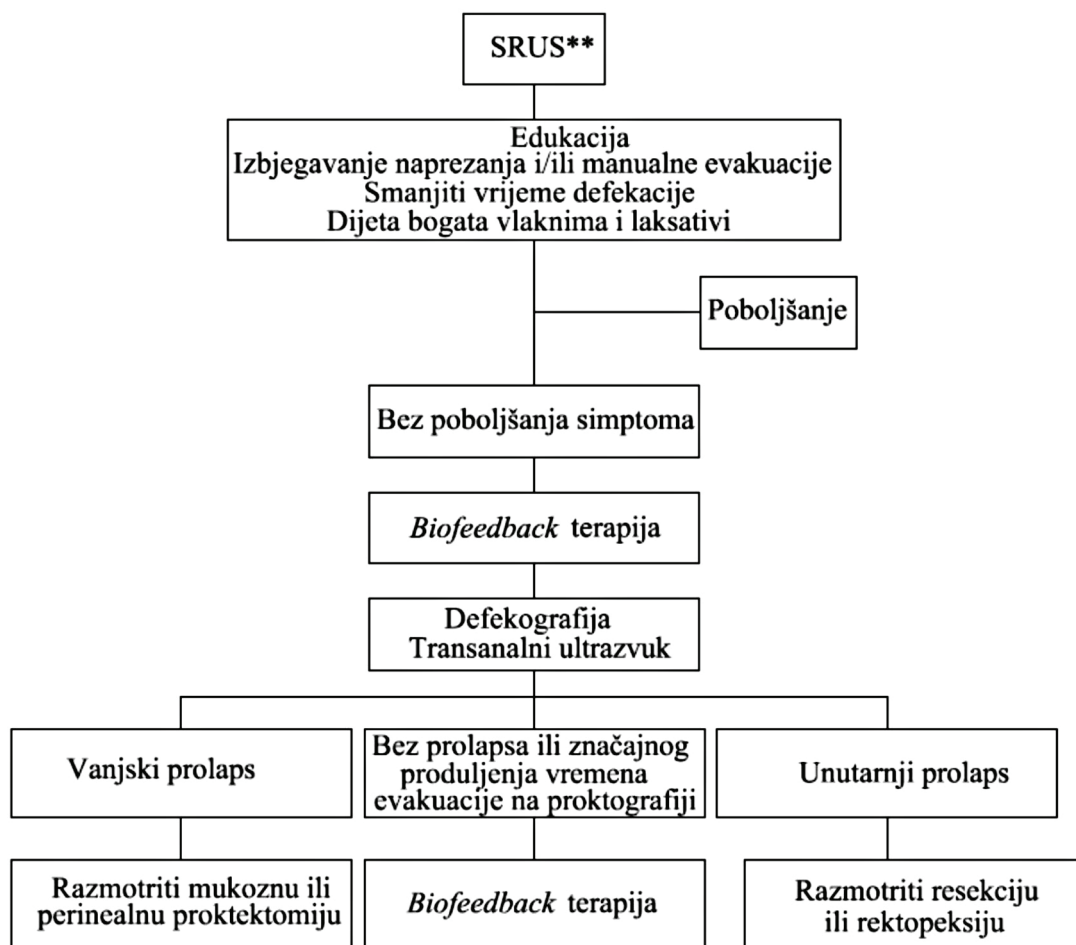 SRUS**
Edukacija
Izbjegavanje naprezanja i/ili manualne evakuacije
Smanjiti vrijeme defekacije
Dijeta bogata vlaknima i laksativi
Poboljšanje
Bez poboljšanja simptoma
Biofeedback terapija
Defekografija
Transanalni ultrazvuk
Vanjski prolaps
Bez prolapsa ili značajnog
produljenja vremena
evakuacije na proktografiji
Unutarnji prolaps
Razmotriti mukoznu ili
perinealnu proktektomiju
Biofeedback terapija
Razmotriti resekciju
ili rektopeksiju